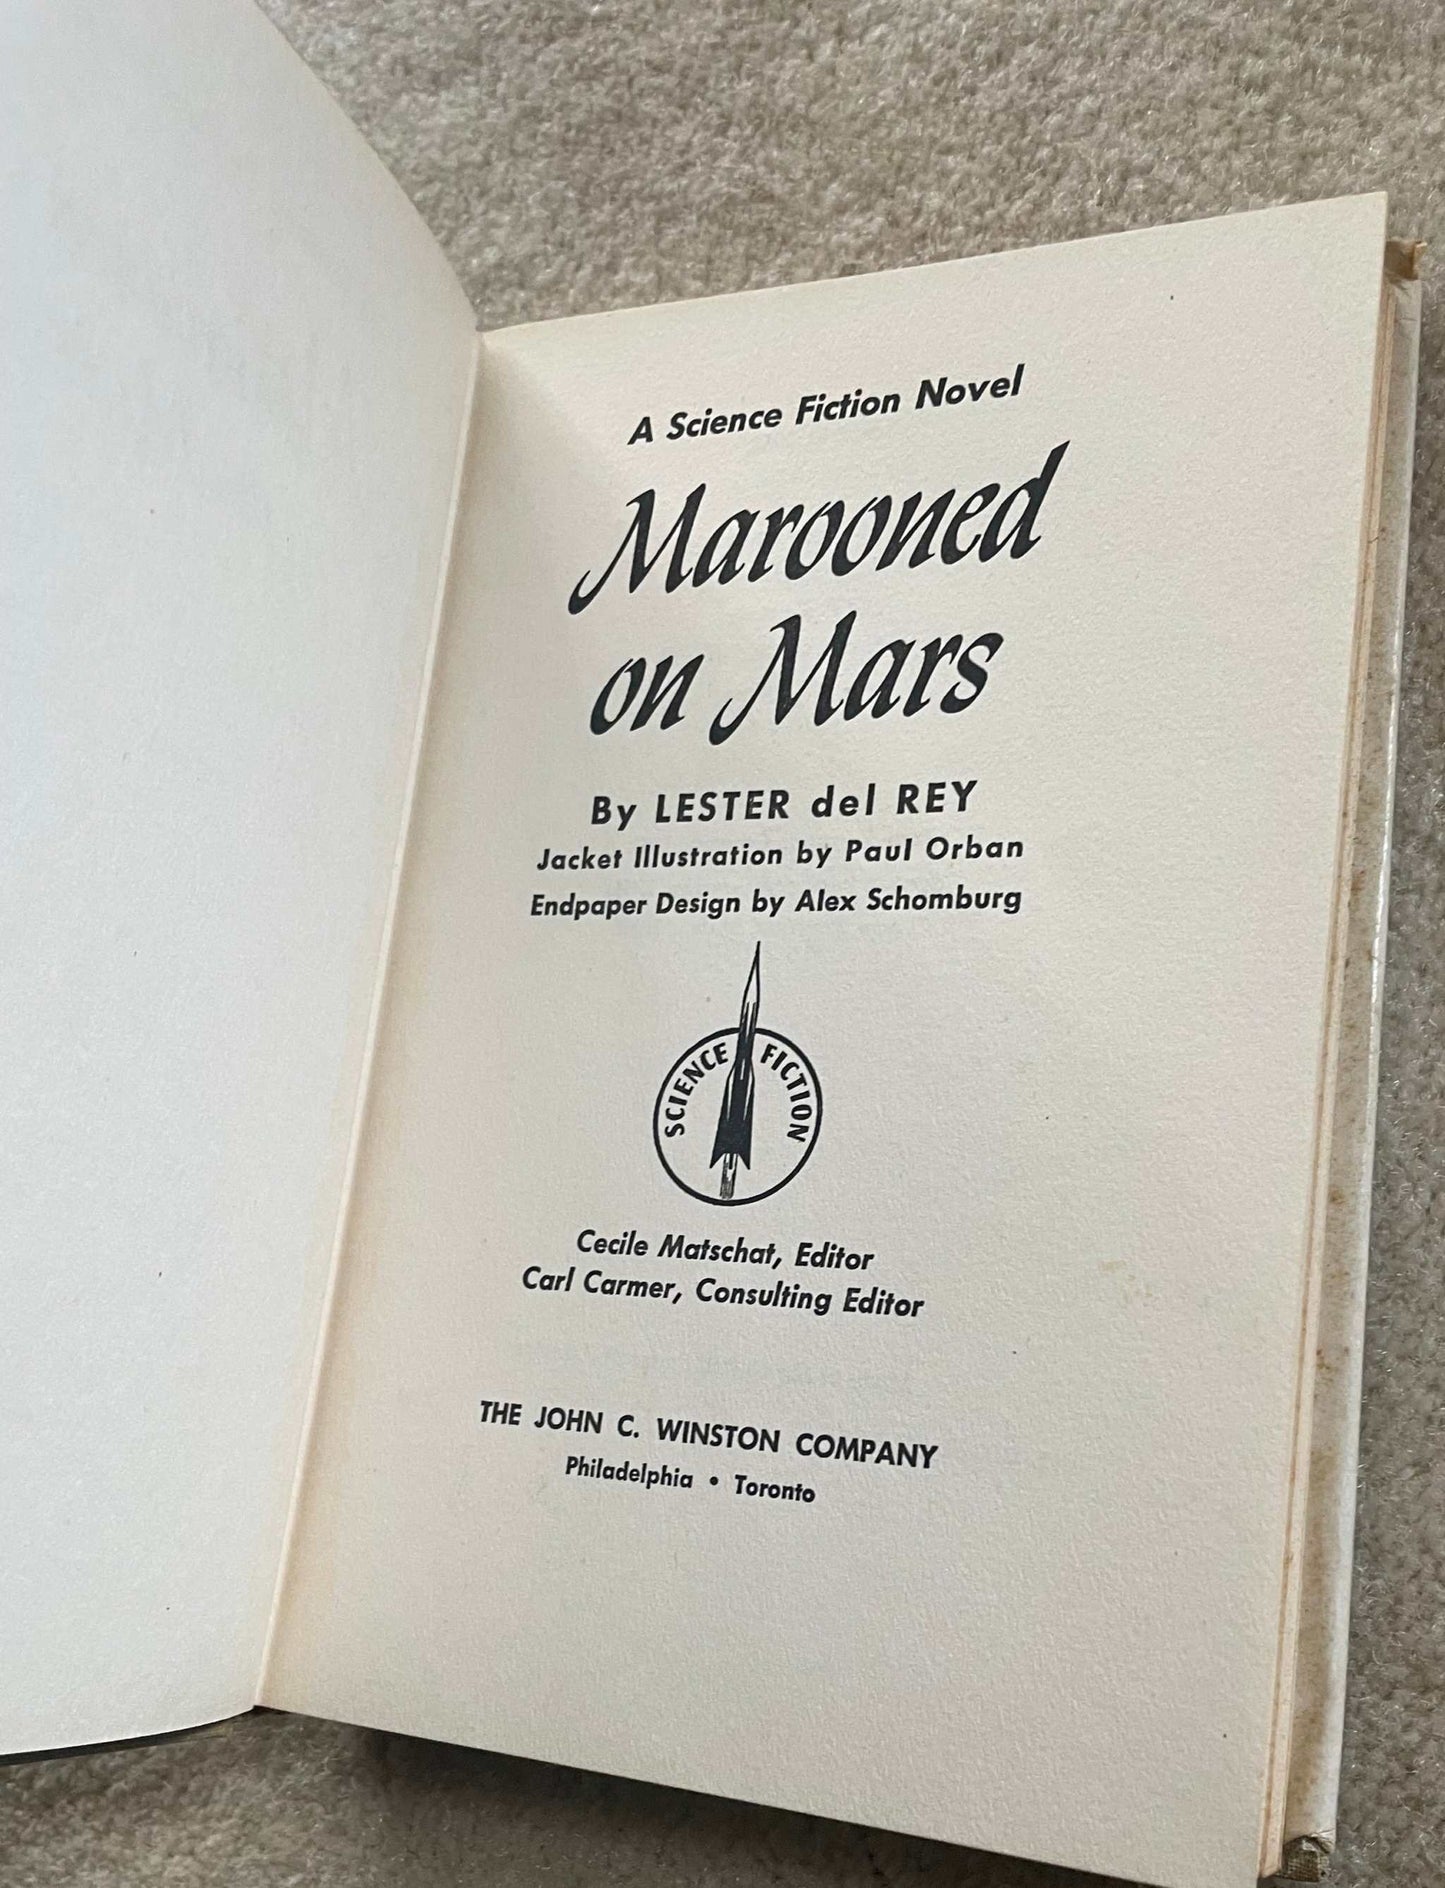 A Science Fiction Novel
Marooned
on Mars
By LESTER del REY
Jacket Illustration by Paul Orban
Endpaper Design by Alex Schomburg
SCIENCE FICTION
Cecile Matschat, Editor
Carl Carmer, Consulting Editor
THE JOHN C. WINSTON COMPANY
Philadelphia • Toronto